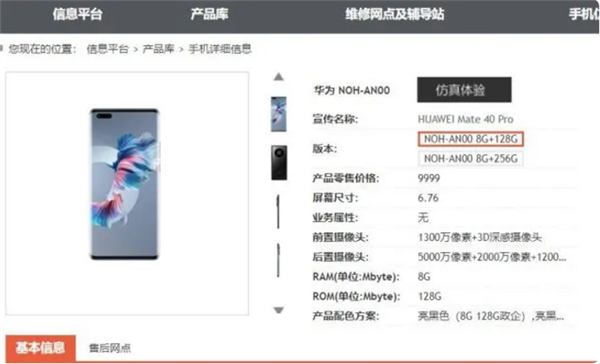 信息平台 产品库 维修网点及辅导站 手机
您现在的位置： 信息平台 > 产品库 > 手机详细信息
华为 NOH-AN00 仿真体验
宣传名称： HUAWEI Mate 40 Pro
版本： NOH-AN00 8G+128G
NOH-AN00 8G+256G
产品零售价格： 9999
屏幕尺寸： 6.76
业务属性： 无
前置摄像头： 1300万像素+3D深感摄像头
后置摄像头： 5000万像素+2000万像素+1200...
RAM(单位:Mbyte): 8G
ROM(单位:Mbyte): 128G
产品配色方案： 亮黑色（8G 128G政企）,亮黑...
基本信息 售后网点